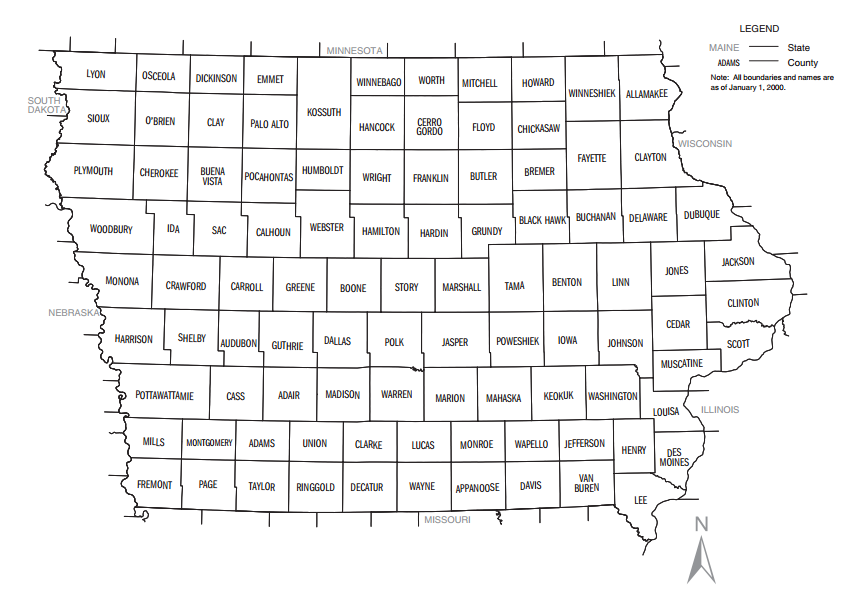 LEGEND
MINNESOTA
MAINE State
ADAMS County
Note: All boundaries and names are
as of January 1, 2000.
LYON
OSCEOLA
DICKINSON
EMMET
KOSSUTH
WINNEBAGO
WORTH
MITCHELL
HOWARD
WINNESHIEK
ALLAMAKEE
SOUTH
DAKOTA
SIOUX
O'BRIEN
CLAY
PALO ALTO
HANCOCK
CERRO
GORDO
FLOYD
CHICKASAW
WISCONSIN
PLYMOUTH
CHEROKEE
BUENA
VISTA
POCAHONTAS
HUMBOLDT
WRIGHT
FRANKLIN
BUTLER
BREMER
FAYETTE
CLAYTON
WOODBURY
IDA
SAC
CALHOUN
WEBSTER
HAMILTON
HARDIN
GRUNDY
BLACK HAWK
BUCHANAN
DELAWARE
DUBUQUE
MONONA
CRAWFORD
CARROLL
GREENE
BOONE
STORY
MARSHALL
TAMA
BENTON
LINN
JONES
JACKSON
CLINTON
NEBRASKA
HARRISON
SHELBY
AUDUBON
GUTHRIE
DALLAS
POLK
JASPER
POWESHIEK
IOWA
JOHNSON
CEDAR
SCOTT
MUSCATINE
POTTAWATTAMIE
CASS
ADAIR
MADISON
WARREN
MARION
MAHASKA
KEOKUK
WASHINGTON
LOUISA
ILLINOIS
MILLS
MONTGOMERY
ADAMS
UNION
CLARKE
LUCAS
MONROE
WAPELLO
JEFFERSON
HENRY
DES
MOINES
FREMONT
PAGE
TAYLOR
RINGGOLD
DECATUR
WAYNE
APPANOOSE
DAVIS
VAN
BUREN
LEE
MISSOURI
N